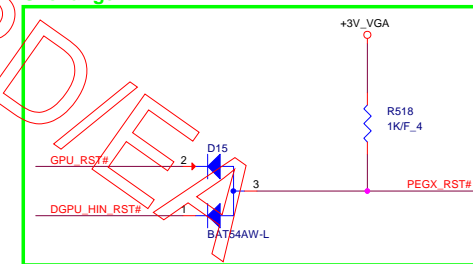 +3V_VGA
R518
1K/F_4
D15
GPU_RST#
2
3
PEGX_RST#
DGPU_HIN_RST#
1
BAT54AW-L